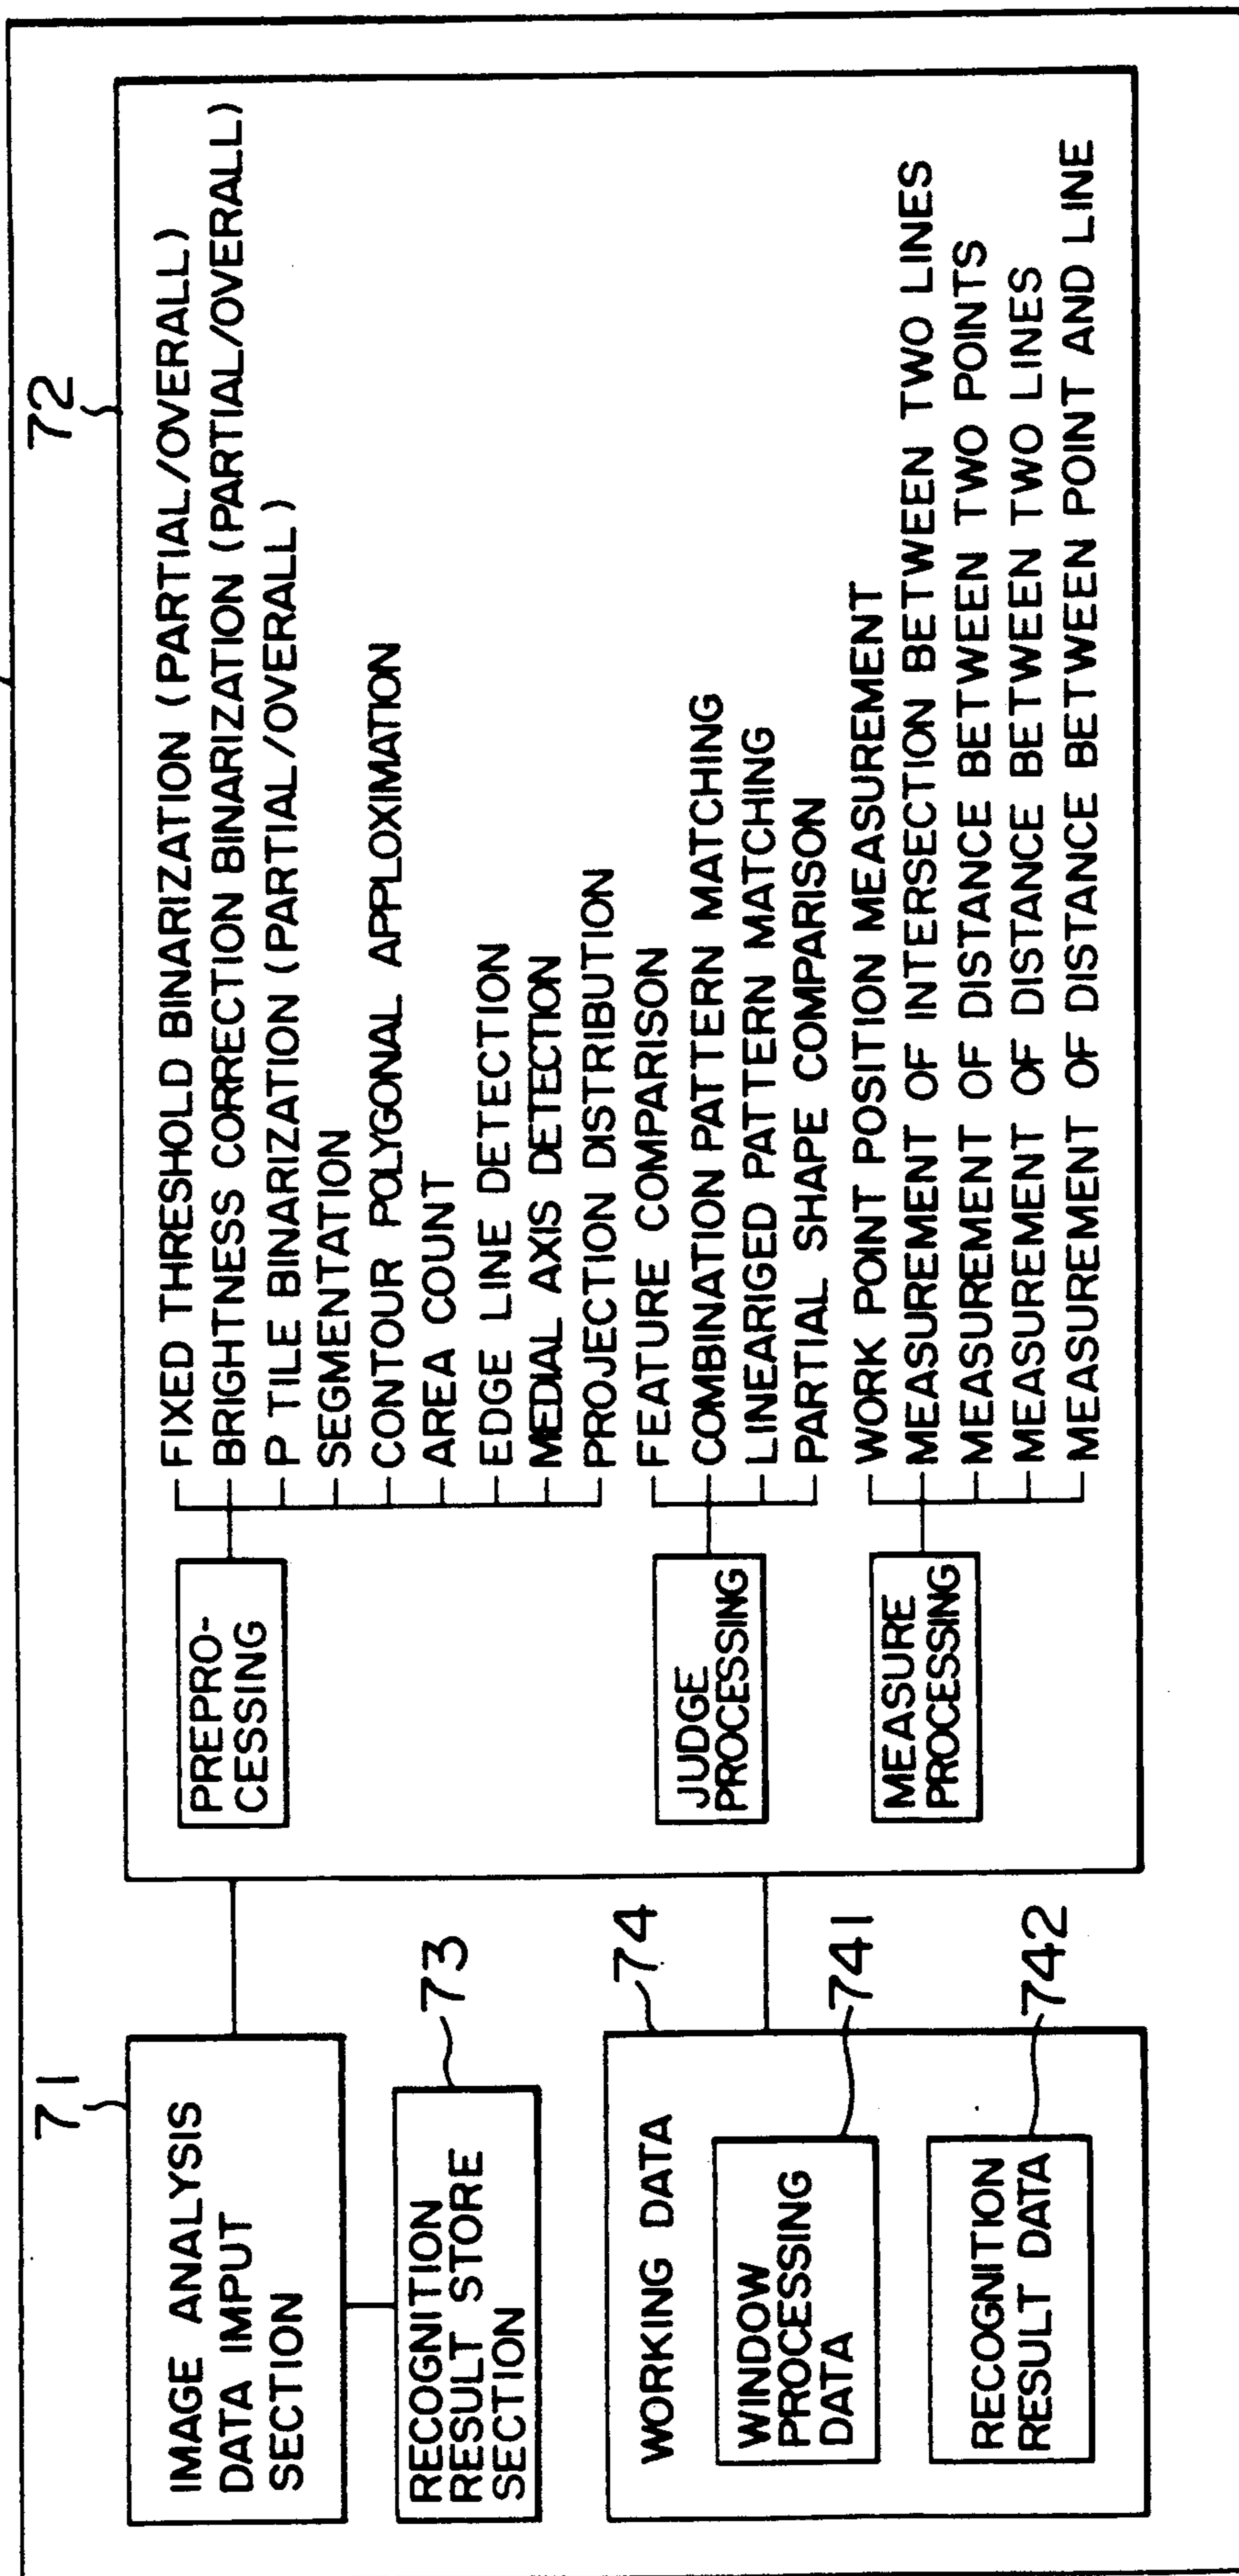 71
IMAGE ANALYSIS
DATA IMPUT
SECTION
73
RECOGNITION
RESULT STORE
SECTION
74
WORKING DATA
741
WINDOW
PROCESSING
DATA
742
RECOGNITION
RESULT DATA
72
PREPRO-
CESSING
FIXED THRESHOLD BINARIZATION (PARTIAL/OVERALL)
BRIGHTNESS CORRECTION BINARIZATION (PARTIAL/OVERALL)
P TILE BINARIZATION (PARTIAL/OVERALL)
SEGMENTATION
CONTOUR POLYGONAL APPLOXIMATION
AREA COUNT
EDGE LINE DETECTION
MEDIAL AXIS DETECTION
PROJECTION DISTRIBUTION
JUDGE
PROCESSING
FEATURE COMPARISON
COMBINATION PATTERN MATCHING
LINEARIGED PATTERN MATCHING
PARTIAL SHAPE COMPARISON
MEASURE
PROCESSING
WORK POINT POSITION MEASUREMENT
MEASUREMENT OF INTERSECTION BETWEEN TWO LINES
MEASUREMENT OF DISTANCE BETWEEN TWO POINTS
MEASUREMENT OF DISTANCE BETWEEN TWO LINES
MEASUREMENT OF DISTANCE BETWEEN POINT AND LINE